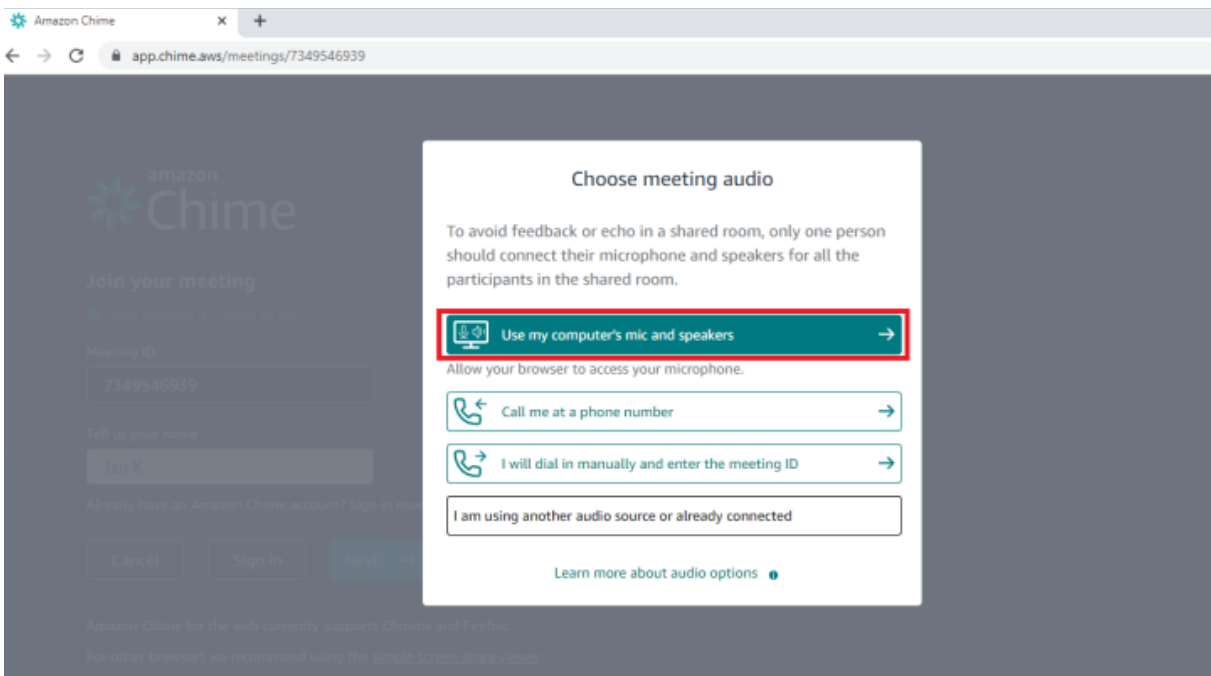 Amazon Chime
app.chime.aws/meetings/7349546939
amazon
Chime
Join your meeting
Meeting ID
7349546939
Tell us your name
Jan K.
Already have an Amazon Chime account? Sign in now
Cancel
Sign in
Next
Amazon Chime for the web currently supports Chrome and Firefox.
For other browsers we recommend using the simple screen share viewer.
Choose meeting audio
To avoid feedback or echo in a shared room, only one person
should connect their microphone and speakers for all the
participants in the shared room.
Use my computer's mic and speakers
Allow your browser to access your microphone.
Call me at a phone number
I will dial in manually and enter the meeting ID
I am using another audio source or already connected
Learn more about audio options